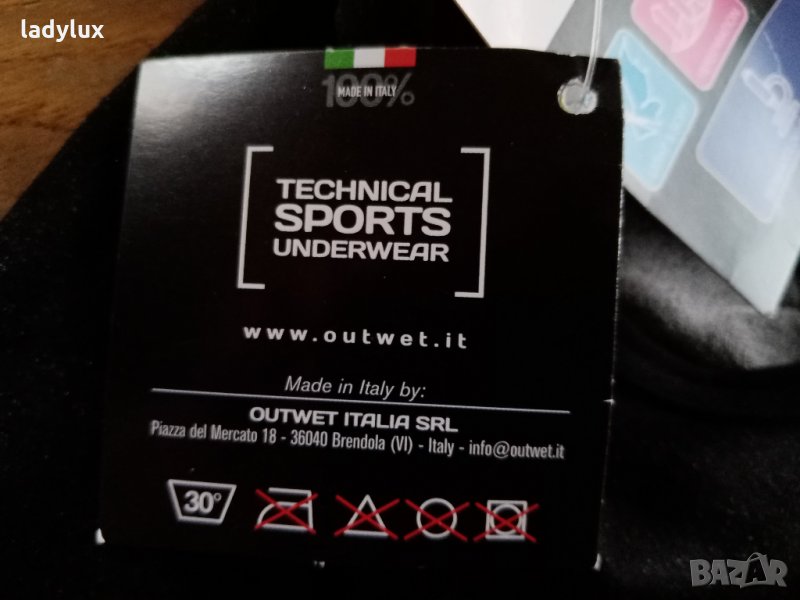 ladylux
100%
MADE IN ITALY
TECHNICAL
SPORTS
UNDERWEAR
www.outwet.it
Made in Italy by:
OUTWET ITALIA SRL
Piazza del Mercato 18 - 36040 Brendola (VI) - Italy - info@outwet.it
30°
BAZAR